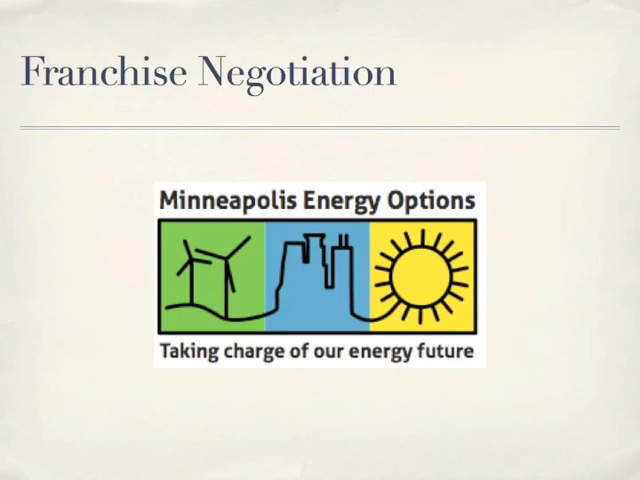 Franchise Negotiation
Minneapolis Energy Options
Taking charge of our energy future